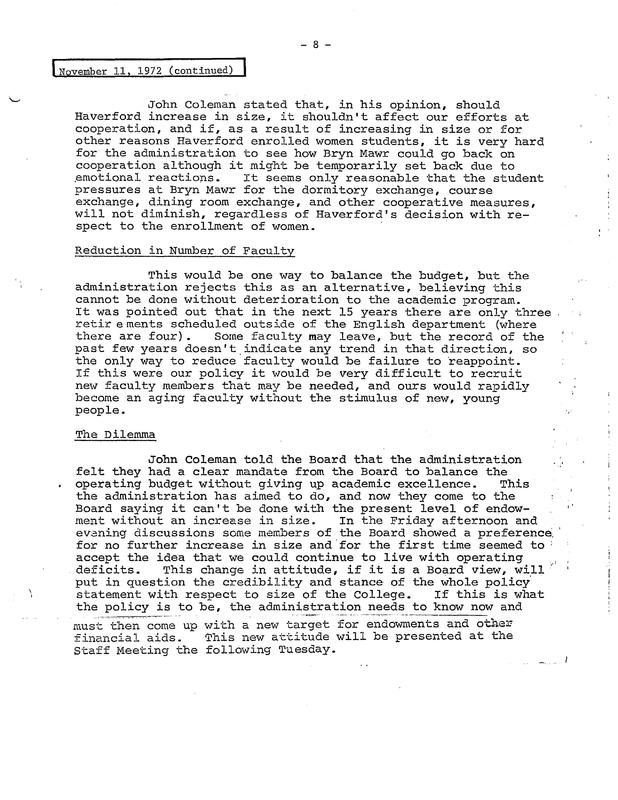 - 8 -
November 11, 1972 (continued)
John Coleman stated that, in his opinion, should
Haverford increase in size, it shouldn't affect our efforts at
cooperation, and if, as a result of increasing in size or for
other reasons Haverford enrolled women students, it is very hard
for the administration to see how Bryn Mawr could go back on
cooperation although it might be temporarily set back due to
emotional reactions. It seems only reasonable that the student
pressures at Bryn Mawr for the dormitory exchange, course
exchange, dining room exchange, and other cooperative measures,
will not diminish, regardless of Haverford's decision with re-
spect to the enrollment of women.
Reduction in Number of Faculty
This would be one way to balance the budget, but the
administration rejects this as an alternative, believing this
cannot be done without deterioration to the academic program.
It was pointed out that in the next 15 years there are only three
retir ements scheduled outside of the English department (where
there are four). Some faculty may leave, but the record of the
past few years doesn't indicate any trend in that direction, so
the only way to reduce faculty would be failure to reappoint.
If this were our policy it would be very difficult to recruit
new faculty members that may be needed, and ours would rapidly
become an aging faculty without the stimulus of new, young
people.
The Dilemma
John Coleman told the Board that the administration
felt they had a clear mandate from the Board to balance the
operating budget without giving up academic excellence. This
the administration has aimed to do, and now they come to the
Board saying it can't be done with the present level of endow-
ment without an increase in size. In the Friday afternoon and
evening discussions some members of the Board showed a preference
for no further increase in size and for the first time seemed to
accept the idea that we could continue to live with operating
deficits. This change in attitude, if it is a Board view, will
put in question the credibility and stance of the whole policy
statement with respect to size of the College. If this is what
the policy is to be, the administration needs to know now and
must then come up with a new target for endowments and other
financial aids. This new attitude will be presented at the
Staff Meeting the following Tuesday.